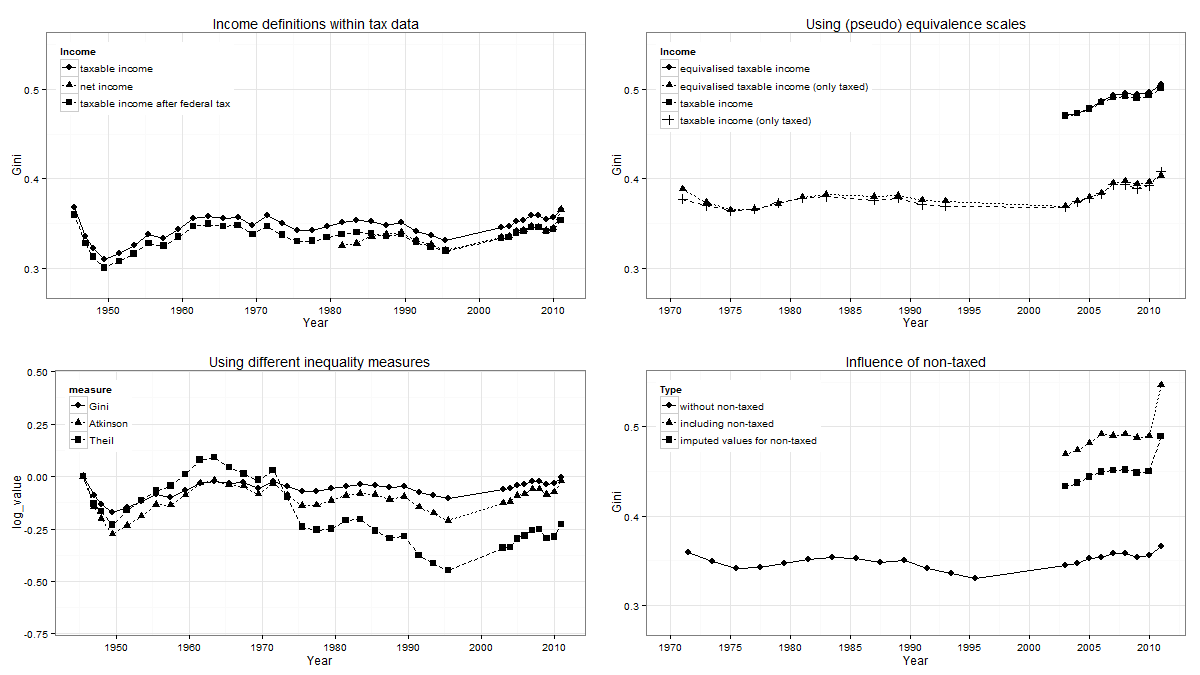 Income definitions within tax data
Income
taxable income
net income
taxable income after federal tax
0.5
0.4
0.3
Gini
1950 1960 1970 1980 1990 2000 2010
Year
Using (pseudo) equivalence scales
Income
equivalised taxable income
equivalised taxable income (only taxed)
taxable income
taxable income (only taxed)
0.5
0.4
0.3
Gini
1970 1975 1980 1985 1990 1995 2000 2005 2010
Year
Using different inequality measures
measure
Gini
Atkinson
Theil
0.50
0.25
0.00
-0.25
-0.50
-0.75
log_value
1950 1960 1970 1980 1990 2000 2010
Year
Influence of non-taxed
Type
without non-taxed
including non-taxed
imputed values for non-taxed
0.5
0.4
0.3
Gini
1970 1975 1980 1985 1990 1995 2000 2005 2010
Year